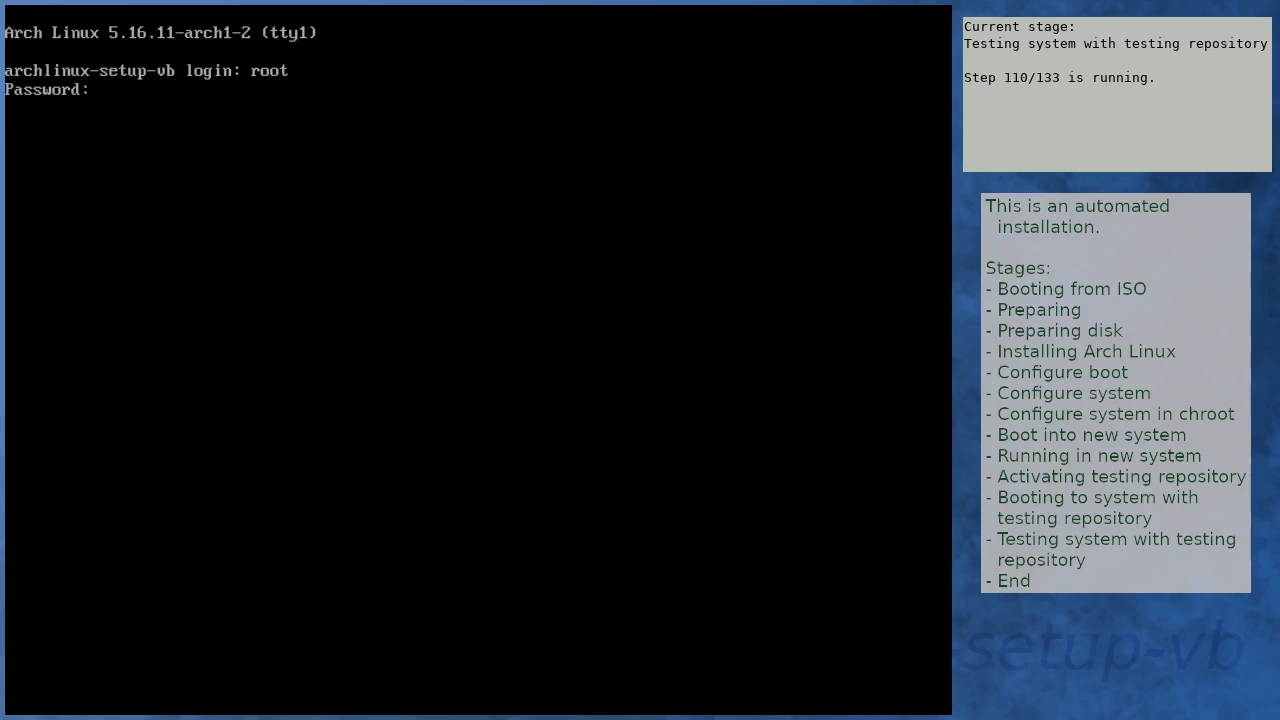 Arch Linux 5.16.11-arch1-2 (tty1)
archlinux-setup-vb login: root
Password:
Current stage:
Testing system with testing repository
Step 110/133 is running.
This is an automated
installation.
Stages:
- Booting from ISO
- Preparing
- Preparing disk
- Installing Arch Linux
- Configure boot
- Configure system
- Configure system in chroot
- Boot into new system
- Running in new system
- Activating testing repository
- Booting to system with
testing repository
- Testing system with testing
repository
- End
-setup-vb